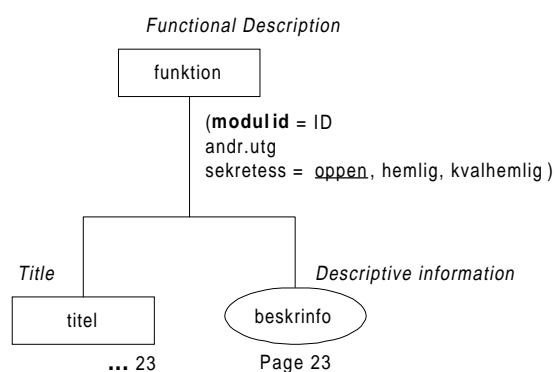 Functional Description
funktion
(modulid = ID
andr.utg
sekretess = oppen, hemlig, kvalhemlig)
Title
Descriptive information
titel
beskrinfo
... 23
Page 23